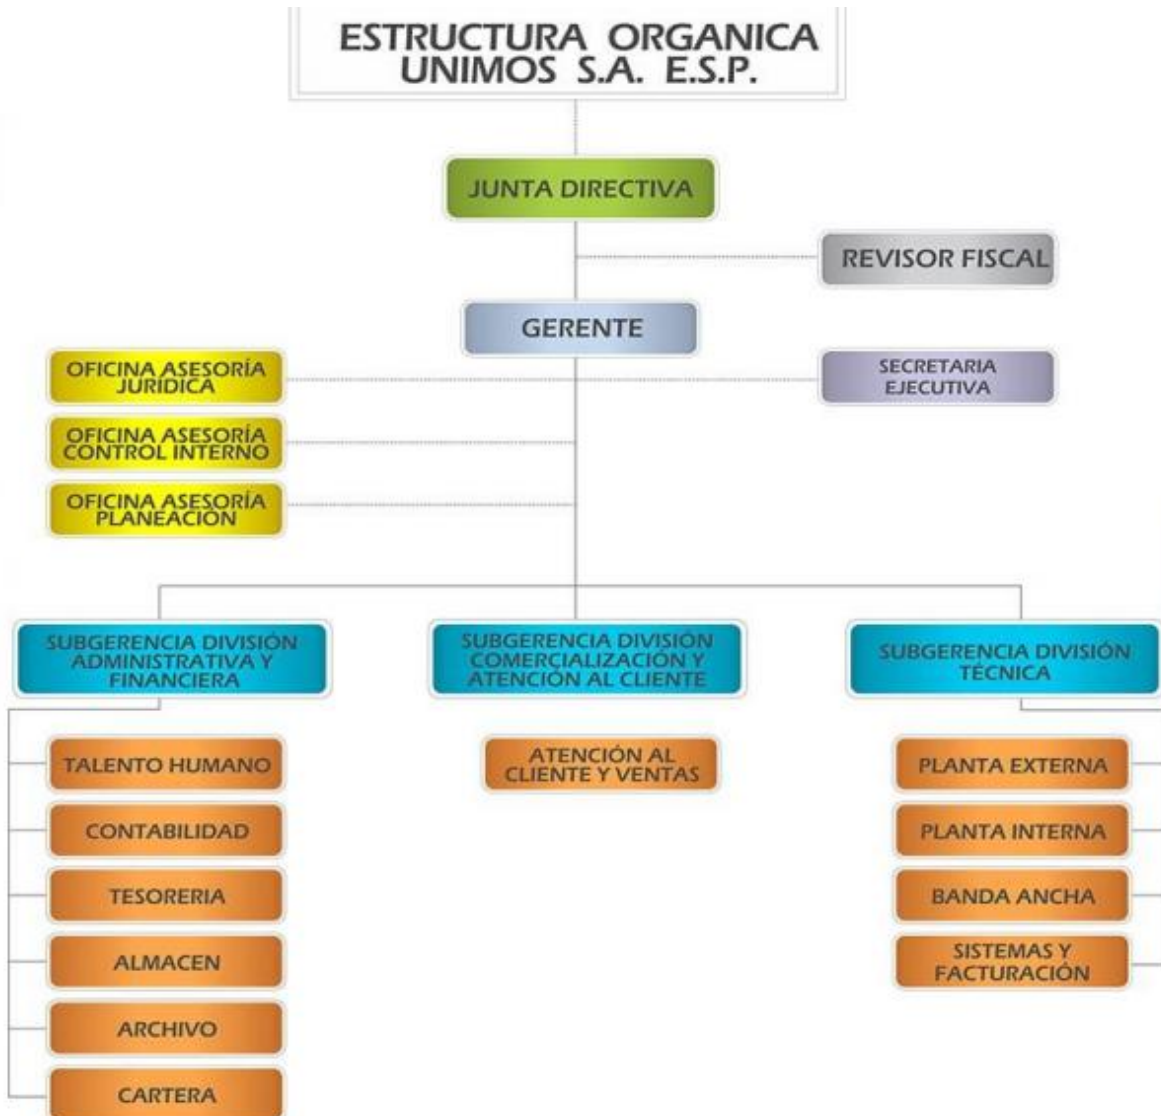 ESTRUCTURA ORGANICA
UNIMOS S.A. E.S.P.
JUNTA DIRECTIVA
REVISOR FISCAL
GERENTE
OFICINA ASESORÍA
JURIDICA
SECRETARIA
EJECUTIVA
OFICINA ASESORÍA
CONTROL INTERNO
OFICINA ASESORÍA
PLANEACIÓN
SUBGERENCIA DIVISIÓN
ADMINISTRATIVA Y
FINANCIERA
SUBGERENCIA DIVISIÓN
COMERCIALIZACIÓN Y
ATENCIÓN AL CLIENTE
SUBGERENCIA DIVISIÓN
TÉCNICA
TALENTO HUMANO
CONTABILIDAD
TESORERIA
ALMACEN
ARCHIVO
CARTERA
ATENCIÓN AL
CLIENTE Y VENTAS
PLANTA EXTERNA
PLANTA INTERNA
BANDA ANCHA
SISTEMAS Y
FACTURACIÓN